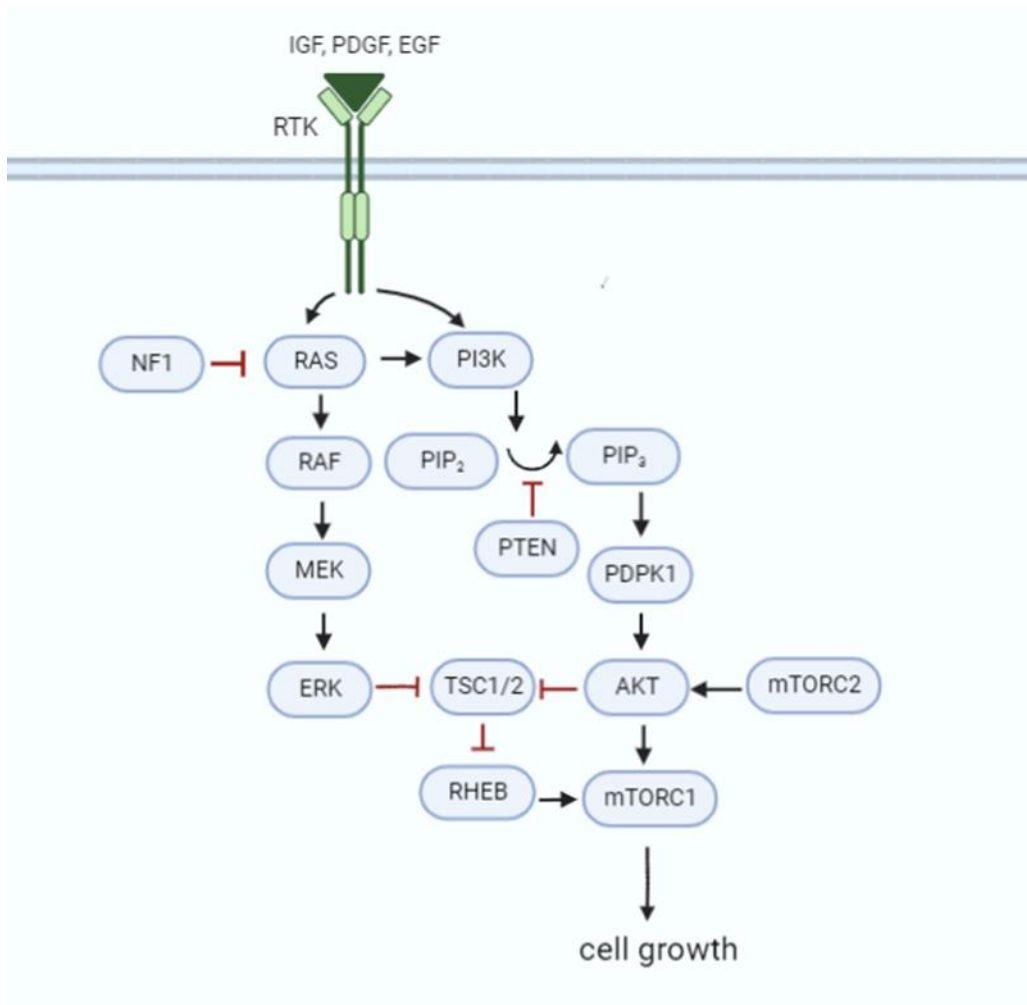 IGF, PDGF, EGF
RTK
NF1
RAS
PI3K
RAF
PIP₂
PIP₃
PTEN
MEK
PDPK1
ERK
TSC1/2
AKT
mTORC2
RHEB
mTORC1
cell growth